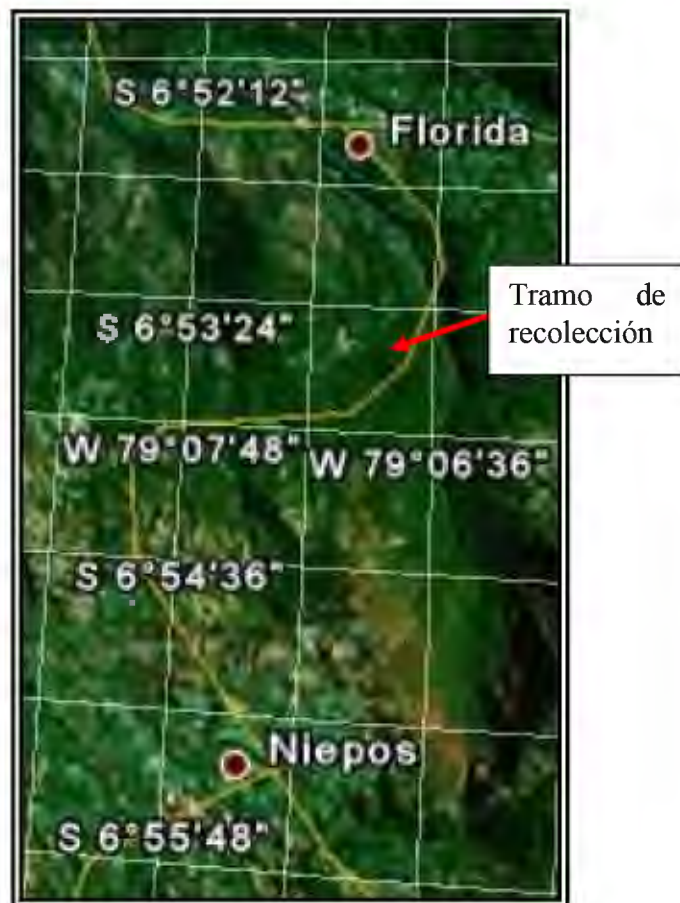 S 6°52'12"
Florida
Tramo de
recolección
S 6°53'24"
W 79°07'48" W 79°06'36"
S 6°54'36"
Niepos
S 6°55'48"